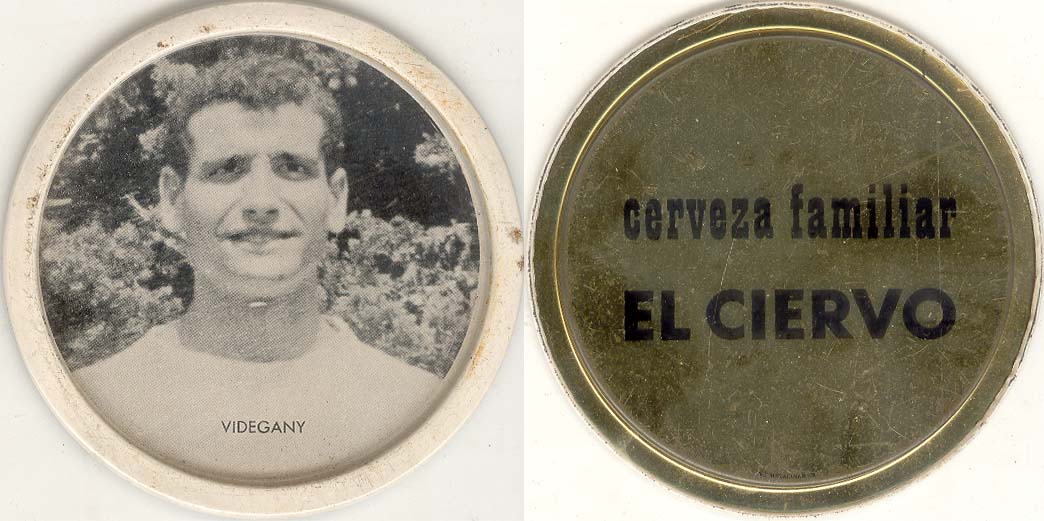 VIDEGANY
cerveza familiar
EL CIERVO